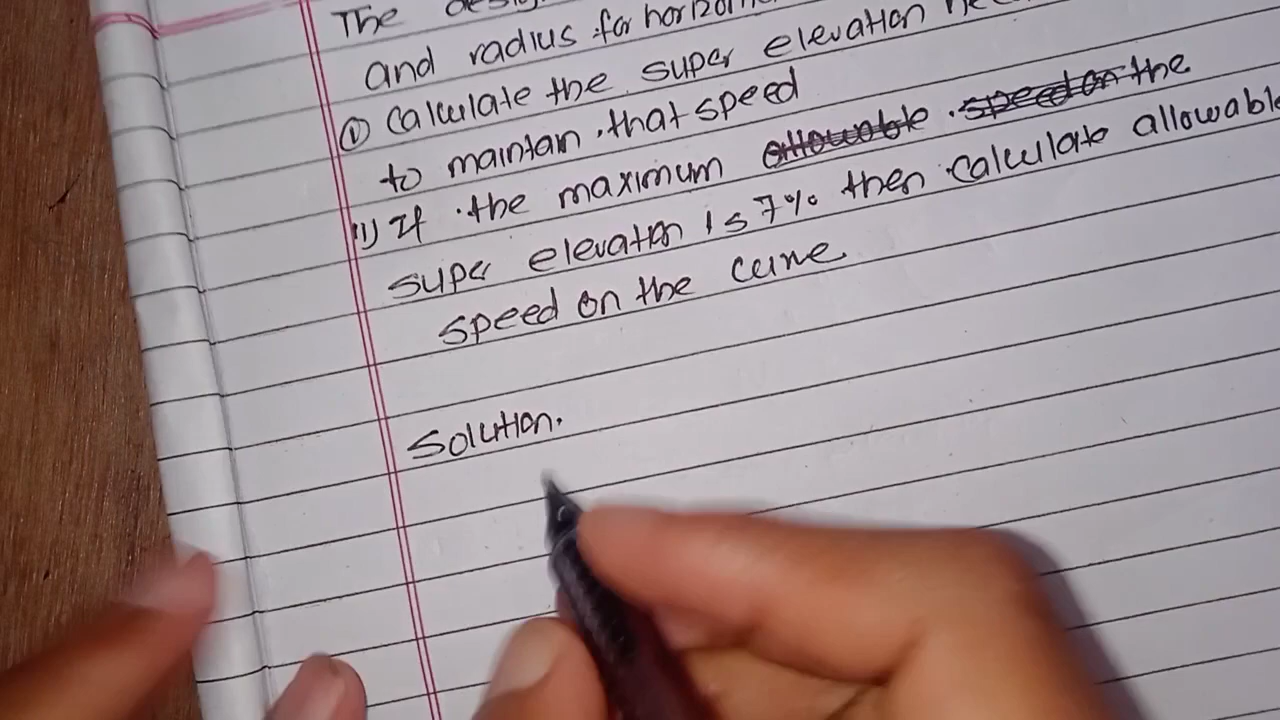 The
and radius for
① Calculate the super elevation
to maintain that speed
ii) If the maximum allowable speed on the
super elevation is 7% then calculate allowable
speed on the curve
Solution.